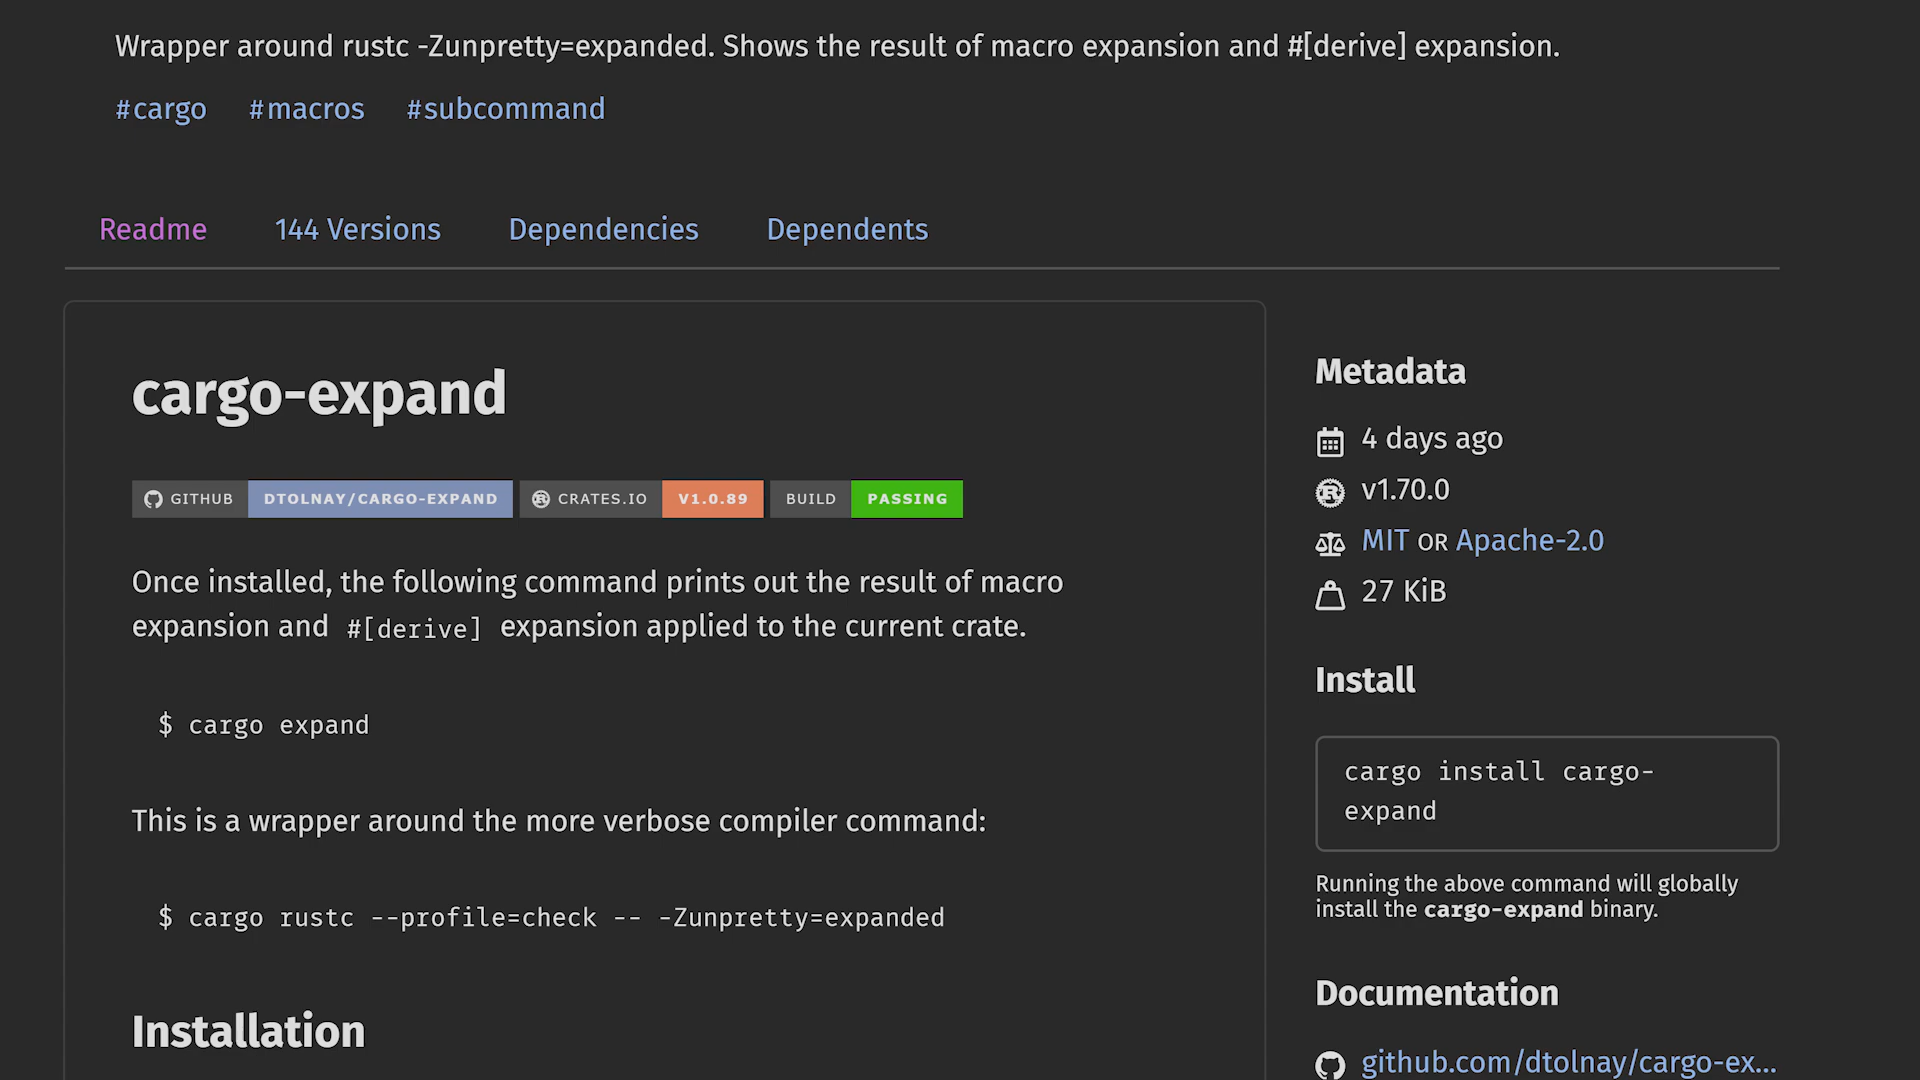 Wrapper around rustc -Zunpretty=expanded. Shows the result of macro expansion and #[derive] expansion.
#cargo #macros #subcommand
Readme 144 Versions Dependencies Dependents
cargo-expand
GITHUB DTOLNAY/CARGO-EXPAND CRATES.IO V1.0.89 BUILD PASSING
Once installed, the following command prints out the result of macro
expansion and #[derive] expansion applied to the current crate.
$ cargo expand
This is a wrapper around the more verbose compiler command:
$ cargo rustc --profile=check -- -Zunpretty=expanded
Installation
Metadata
4 days ago
v1.70.0
MIT OR Apache-2.0
27 KiB
Install
cargo install cargo-
expand
Running the above command will globally
install the cargo-expand binary.
Documentation
github.com/dtolnay/cargo-ex...